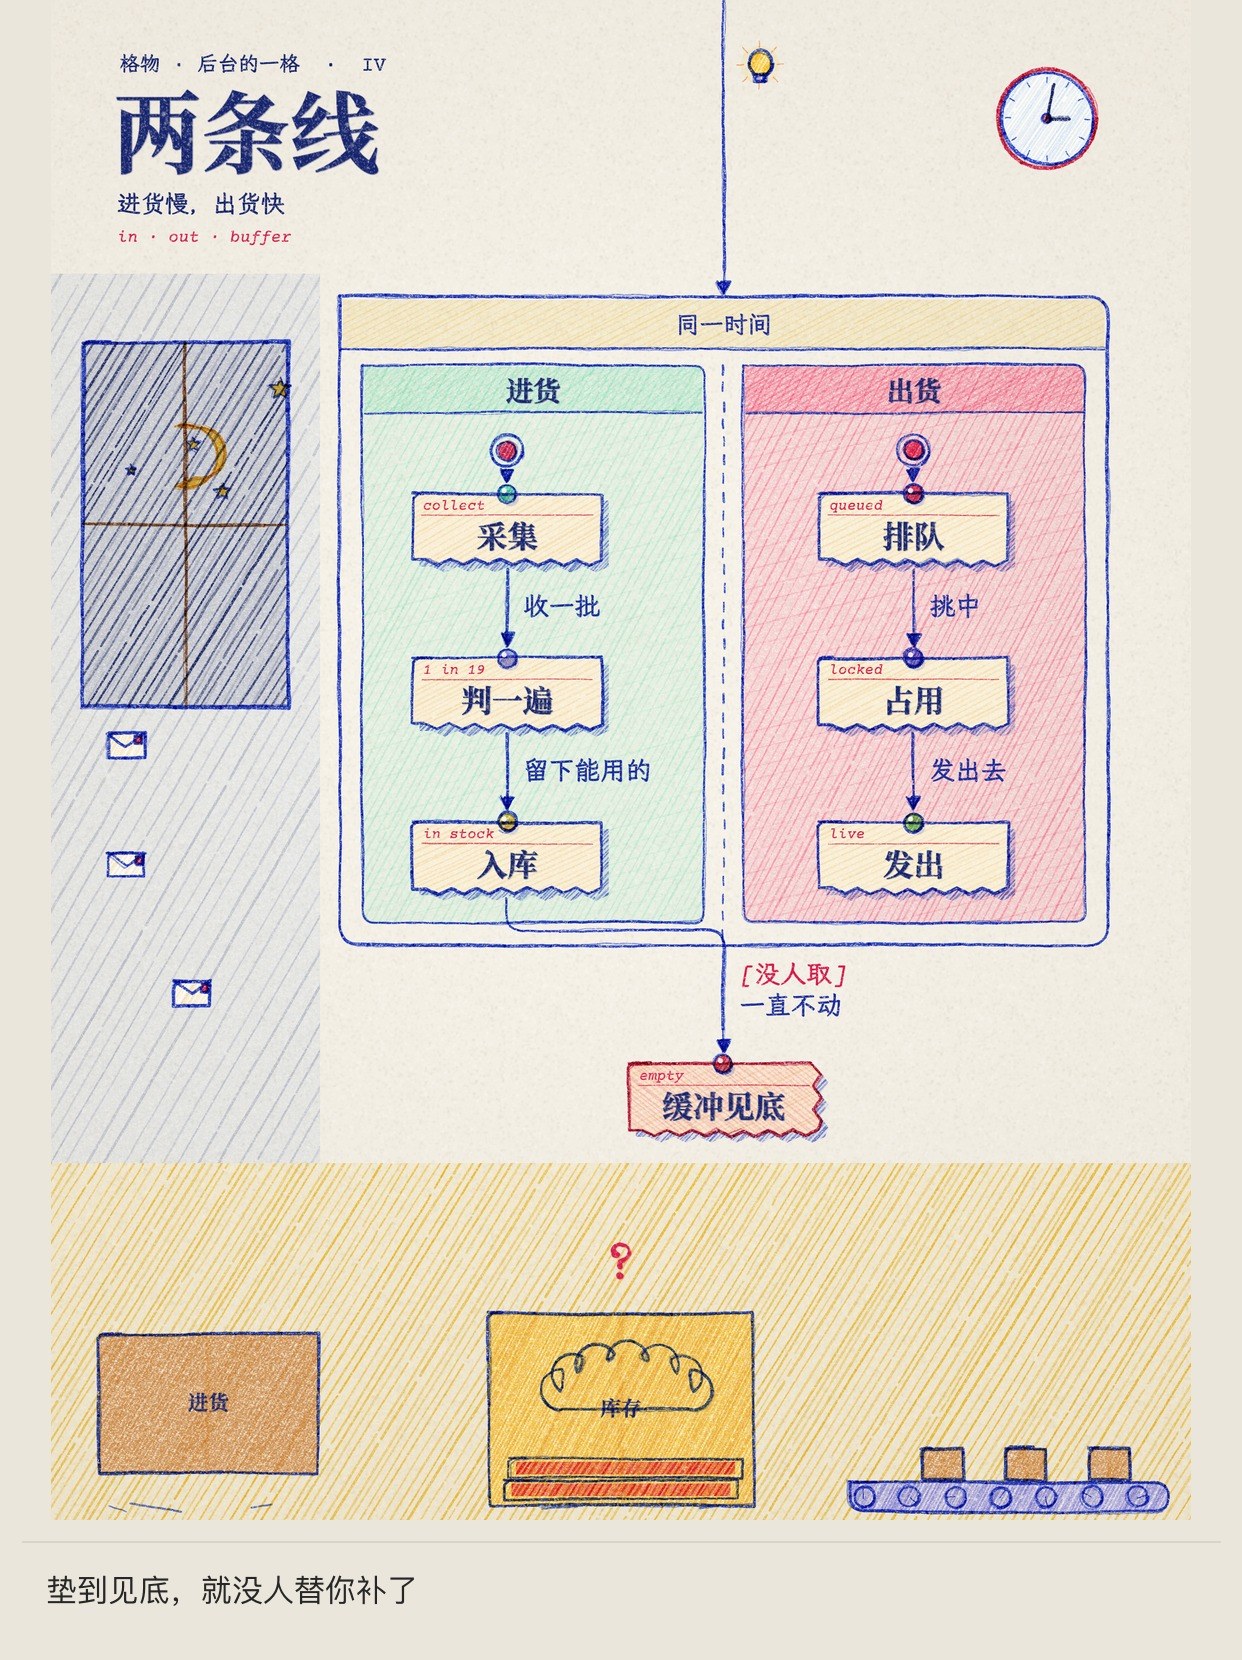 格物 · 后台的一格 · IV
两条线
进货慢，出货快
in · out · buffer
同一时间
进货
collect
采集
收一批
1 in 19
判一遍
留下能用的
in stock
入库
出货
queued
排队
挑中
locked
占用
发出去
live
发出
[没人取]
一直不动
empty
缓冲见底
?
进货
库存
垫到见底，就没人替你补了